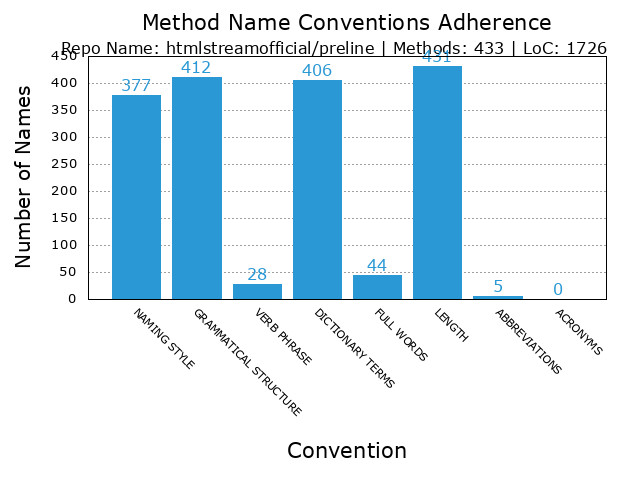 Method Name Conventions Adherence
Repo Name: htmlstreamofficial/preline | Methods: 433 | LoC: 1726
Number of Names
450
400
350
300
250
200
150
100
50
0
377
412
28
406
44
431
5
0
NAMING STYLE
GRAMMATICAL STRUCTURE
VERB PHRASE
DICTIONARY TERMS
FULL WORDS
LENGTH
ABBREVIATIONS
ACRONYMS
Convention